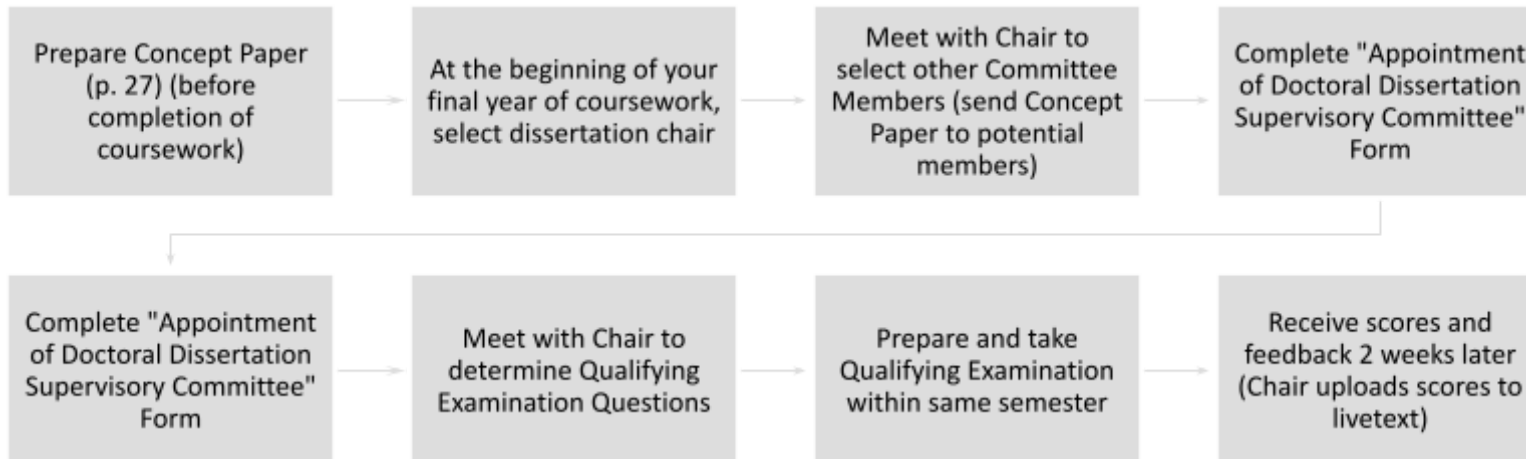 Prepare Concept Paper
(p. 27) (before
completion of
coursework)
At the beginning of your
final year of coursework,
select dissertation chair
Meet with Chair to
select other Committee
Members (send Concept
Paper to potential
members)
Complete "Appointment
of Doctoral Dissertation
Supervisory Committee"
Form
Complete "Appointment
of Doctoral Dissertation
Supervisory Committee"
Form
Meet with Chair to
determine Qualifying
Examination Questions
Prepare and take
Qualifying Examination
within same semester
Receive scores and
feedback 2 weeks later
(Chair uploads scores to
livetext)